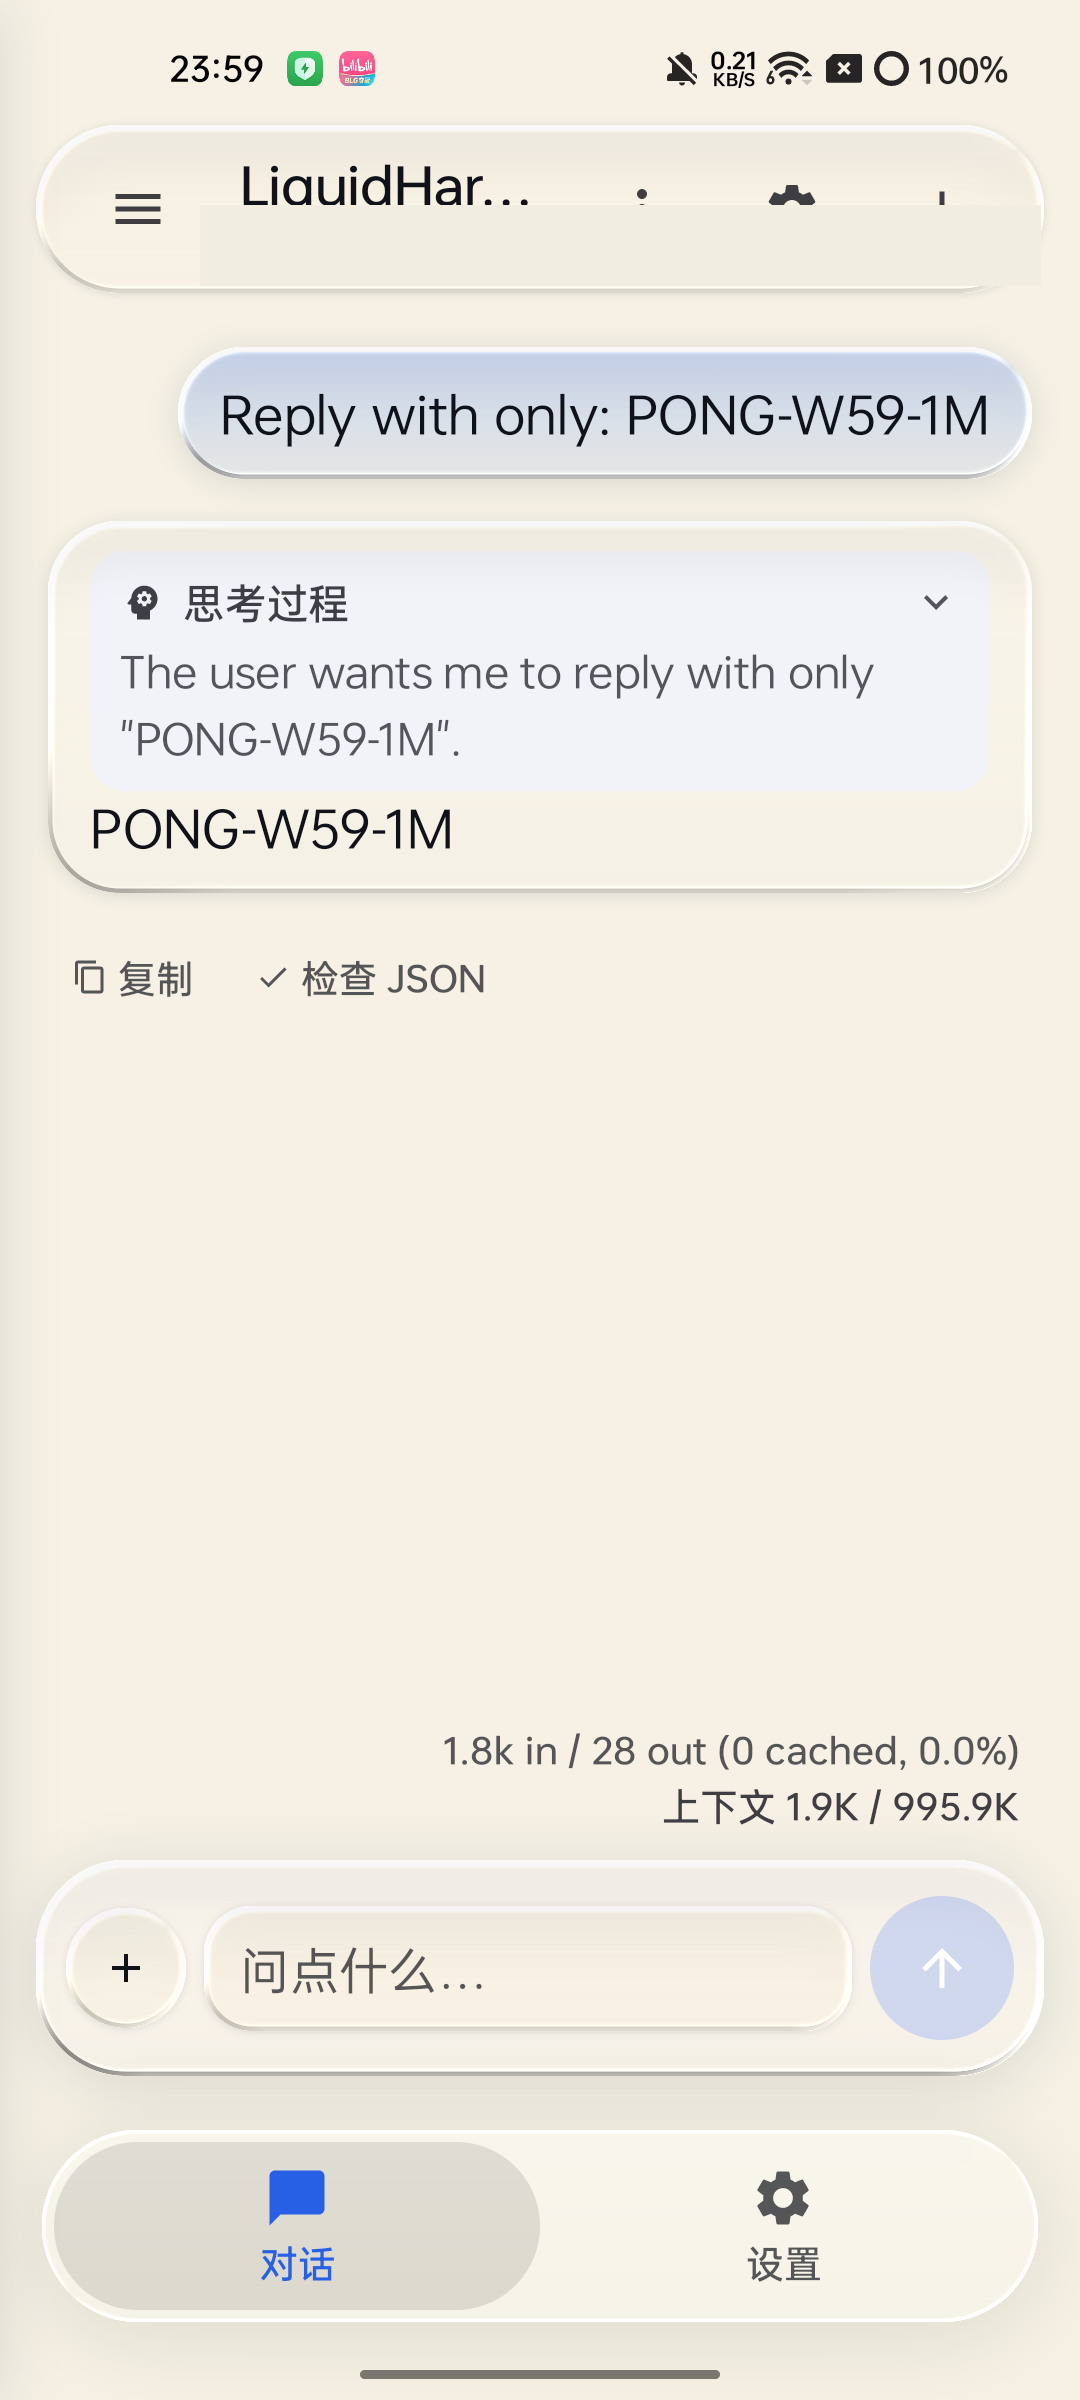 23:59
bilibili
0.21
KB/S
6
100%
LiquidHar...
Reply with only: PONG-W59-1M
思考过程
The user wants me to reply with only
"PONG-W59-1M".
PONG-W59-1M
复制
检查 JSON
1.8k in / 28 out (0 cached, 0.0%)
上下文 1.9K / 995.9K
问点什么...
对话
设置